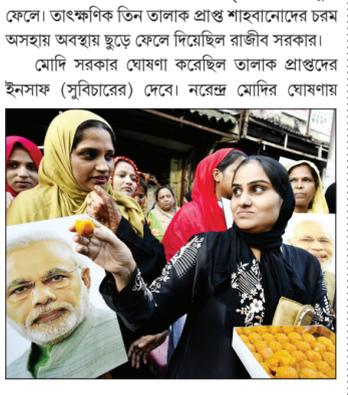 ফেলে। তাৎক্ষণিক তিন তালাক প্রাপ্ত শাহবানোদের চরম
অসহায় অবস্থায় ছুড়ে ফেলে দিয়েছিল রাজীব সরকার।
মোদি সরকার ঘোষণা করেছিল তালাক প্রাপ্তদের
ইনসাফ (সুবিচারের) দেবে। নরেন্দ্র মোদির ঘোষণায়